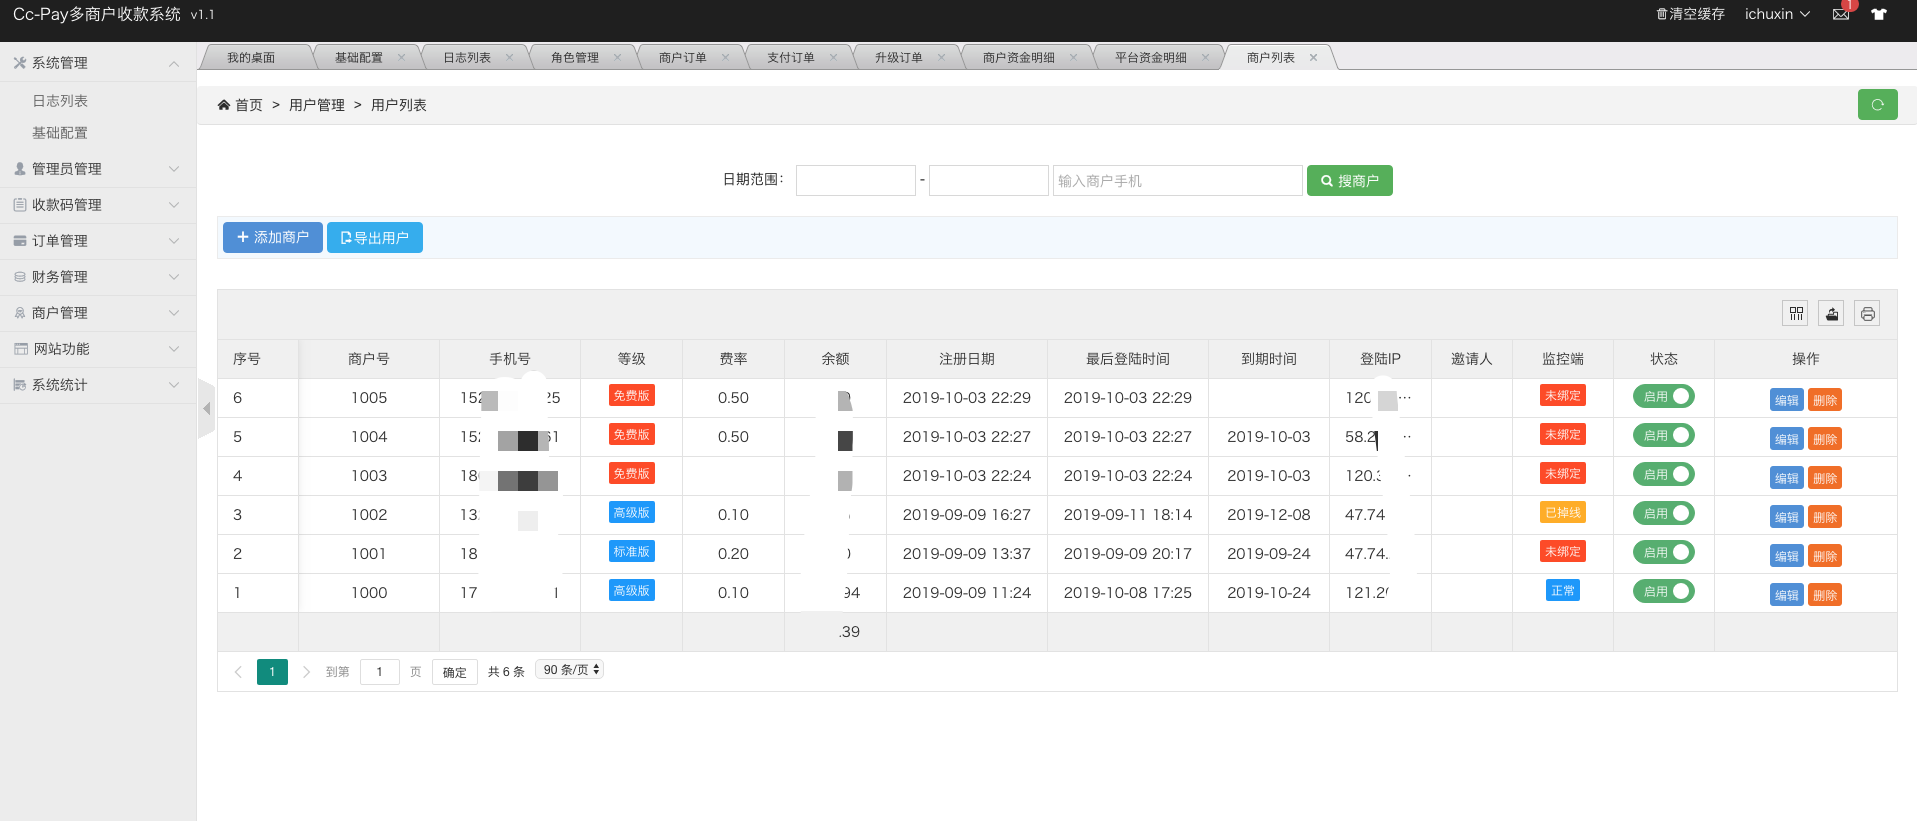 Cc-Pay多商户收款系统 v1.1
清空缓存 ichuxin 1
系统管理
日志列表
基础配置
管理员管理
收款码管理
订单管理
财务管理
商户管理
网站功能
系统统计
我的桌面 基础配置 日志列表 角色管理 商户订单 支付订单 升级订单 商户资金明细 平台资金明细 商户列表
首页 > 用户管理 > 用户列表
日期范围： - 输入商户手机 搜商户
添加商户 导出用户
序号 商户号 手机号 等级 费率 余额 注册日期 最后登陆时间 到期时间 登陆IP 邀请人 监控端 状态 操作
6 1005 152 25 免费版 0.50 2019-10-03 22:29 2019-10-03 22:29 120 ... 未绑定 启用 编辑 删除
5 1004 152 61 免费版 0.50 2019-10-03 22:27 2019-10-03 22:27 2019-10-03 58.2 未绑定 启用 编辑 删除
4 1003 18 免费版 2019-10-03 22:24 2019-10-03 22:24 2019-10-03 120.3 未绑定 启用 编辑 删除
3 1002 13 高级版 0.10 2019-09-09 16:27 2019-09-11 18:14 2019-12-08 47.74 已掉线 启用 编辑 删除
2 1001 18 标准版 0.20 2019-09-09 13:37 2019-09-09 20:17 2019-09-24 47.74. 未绑定 启用 编辑 删除
1 1000 17 高级版 0.10 94 2019-09-09 11:24 2019-10-08 17:25 2019-10-24 121.2 正常 启用 编辑 删除
.39
1 到第 1 页 确定 共 6 条 90 条/页